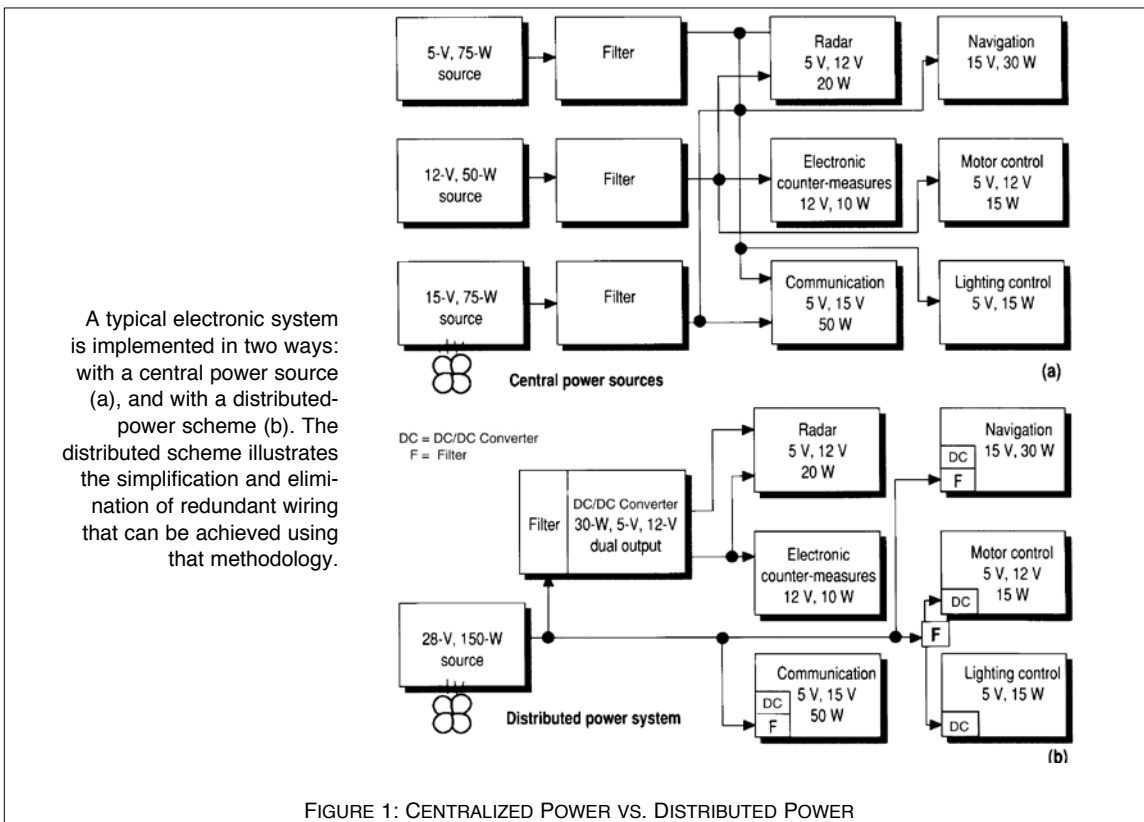 5-V, 75-W
source
Filter
Radar
5 V, 12 V
20 W
Navigation
15 V, 30 W
12-V, 50-W
source
Filter
Electronic
counter-measures
12 V, 10 W
Motor control
5 V, 12 V
15 W
15-V, 75-W
source
Filter
Communication
5 V, 15 V
50 W
Lighting control
5 V, 15 W
Central power sources
(a)
A typical electronic system
is implemented in two ways:
with a central power source
(a), and with a distributed-
power scheme (b). The
distributed scheme illustrates
the simplification and elimi-
nation of redundant wiring
that can be achieved using
that methodology.
DC = DC/DC Converter
F = Filter
Filter
DC/DC Converter
30-W, 5-V, 12-V
dual output
Radar
5 V, 12 V
20 W
Navigation
15 V, 30 W
DC
F
Electronic
counter-measures
12 V, 10 W
Motor control
5 V, 12 V
15 W
DC
F
28-V, 150-W
source
Communication
5 V, 15 V
50 W
DC
F
Lighting control
5 V, 15 W
DC
Distributed power system
(b)
FIGURE 1: CENTRALIZED POWER VS. DISTRIBUTED POWER